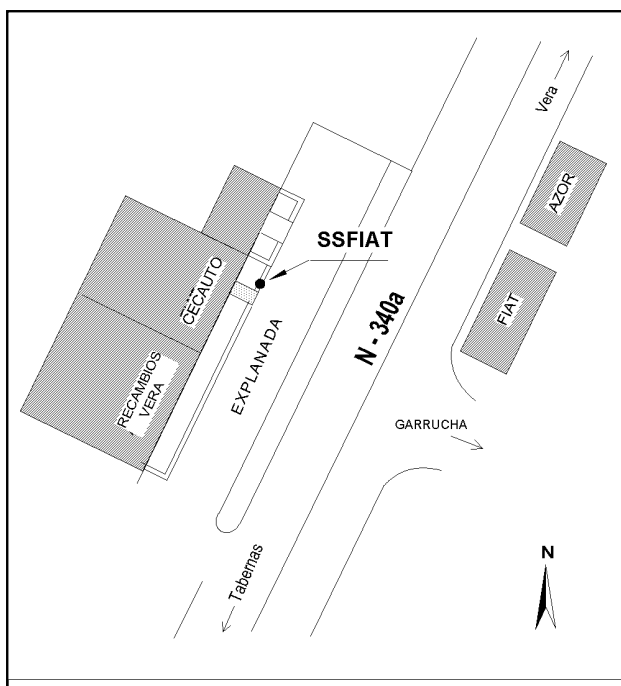 Vera
AZOR
SSFIAT
CECAUTO
FIAT
N - 340a
EXPLANADA
RECAMBIOS
VERA
GARRUCHA
Tabernas
N